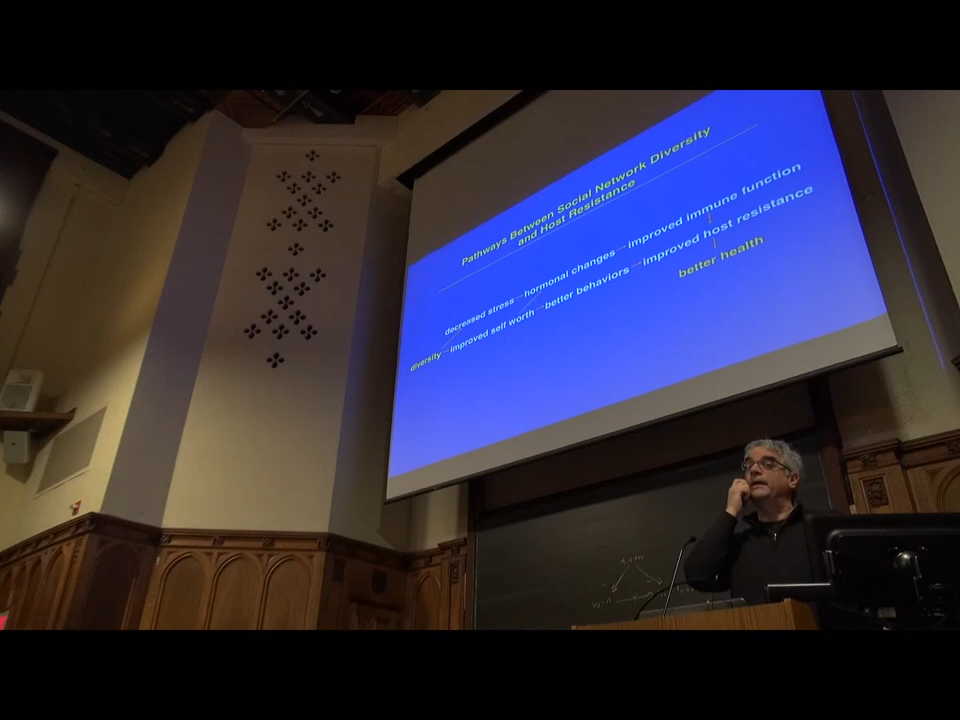 Pathways Between Social Network Diversity
and Host Resistance
decreased stress hormonal changes improved immune function
diversity improved self worth better behaviors improved host resistance
better health